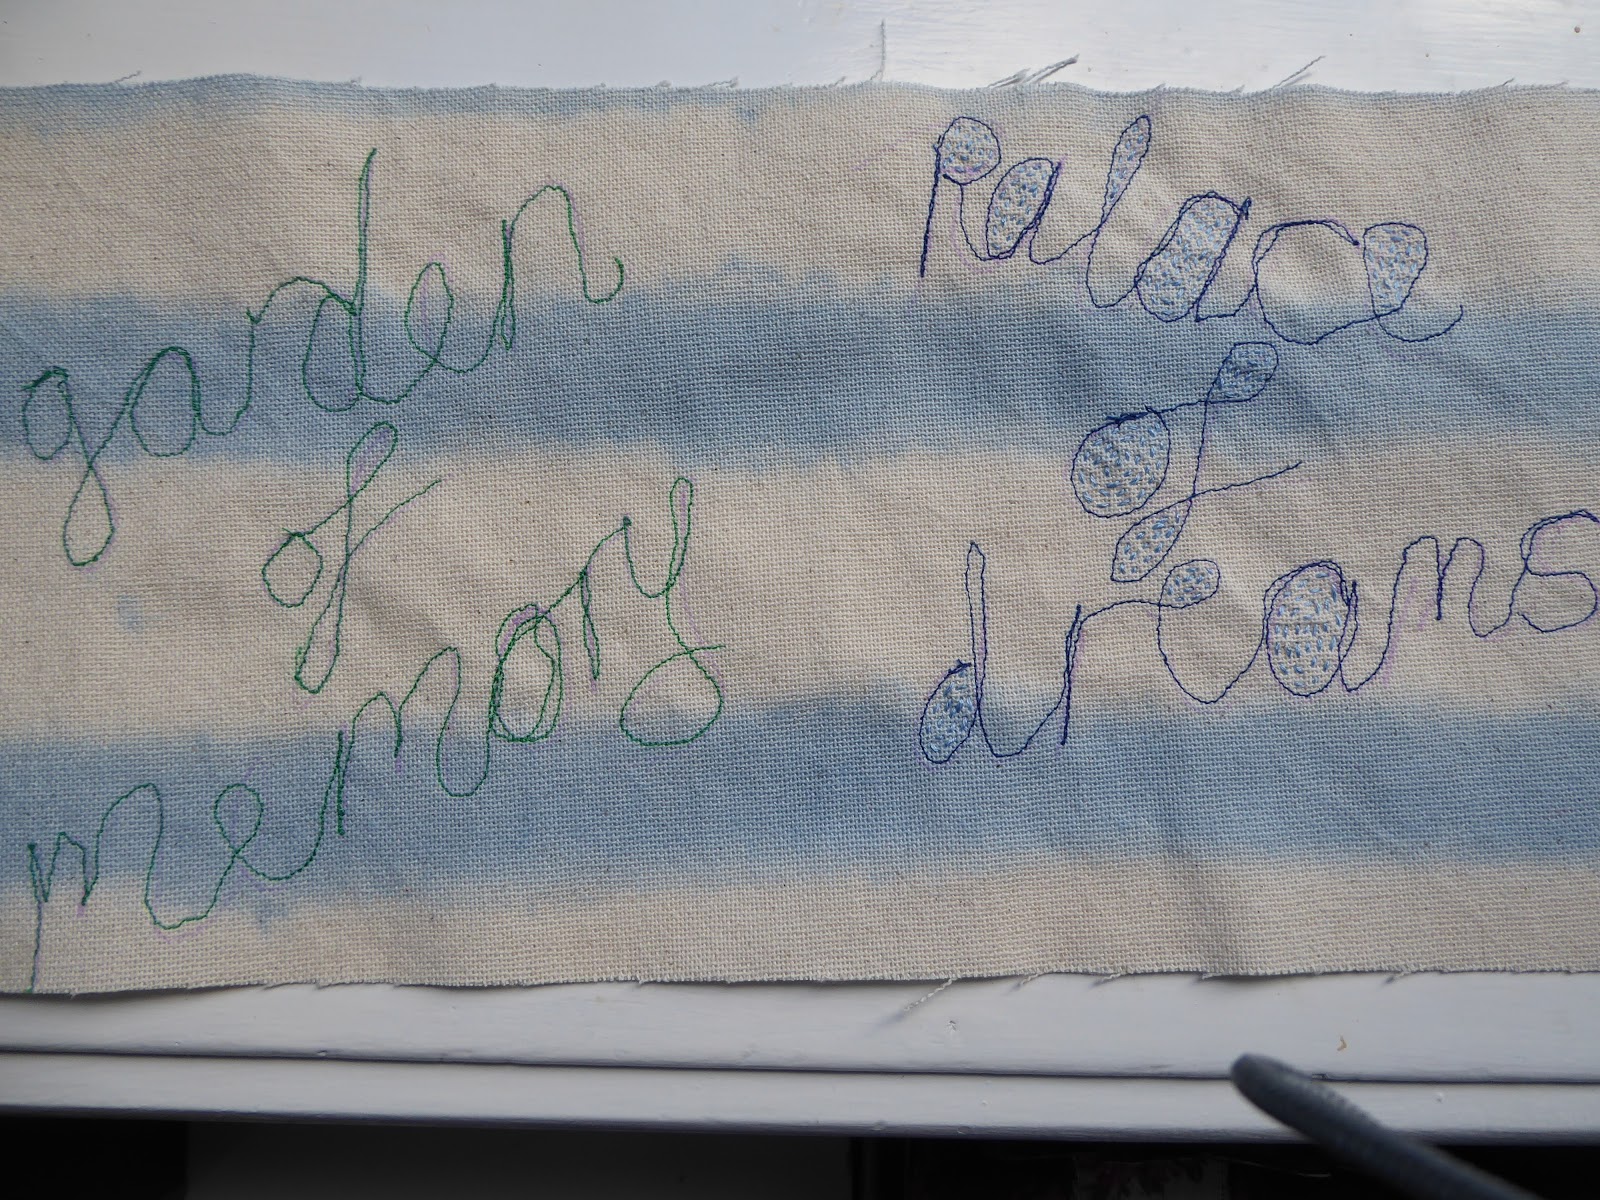 garden
of
memory
Palace
of
dreams